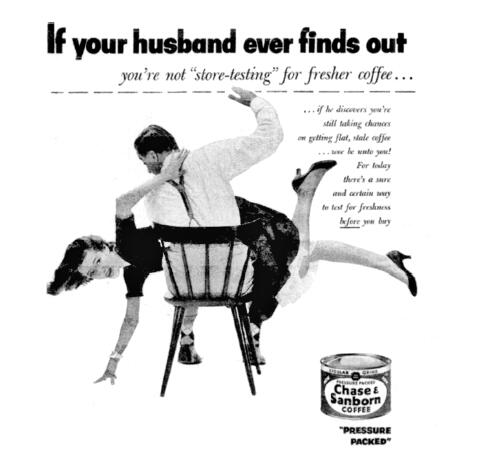 If your husband ever finds out
you're not "store-testing" for fresher coffee...
...if he discovers you're
still taking chances
on getting flat, stale coffee
...woe be unto you!
For today
there's a sure
and certain way
to test for freshness
before you buy
REGULAR GRIND
PRESSURE PACKED
Chase &
Sanborn
COFFEE
"PRESSURE
PACKED"